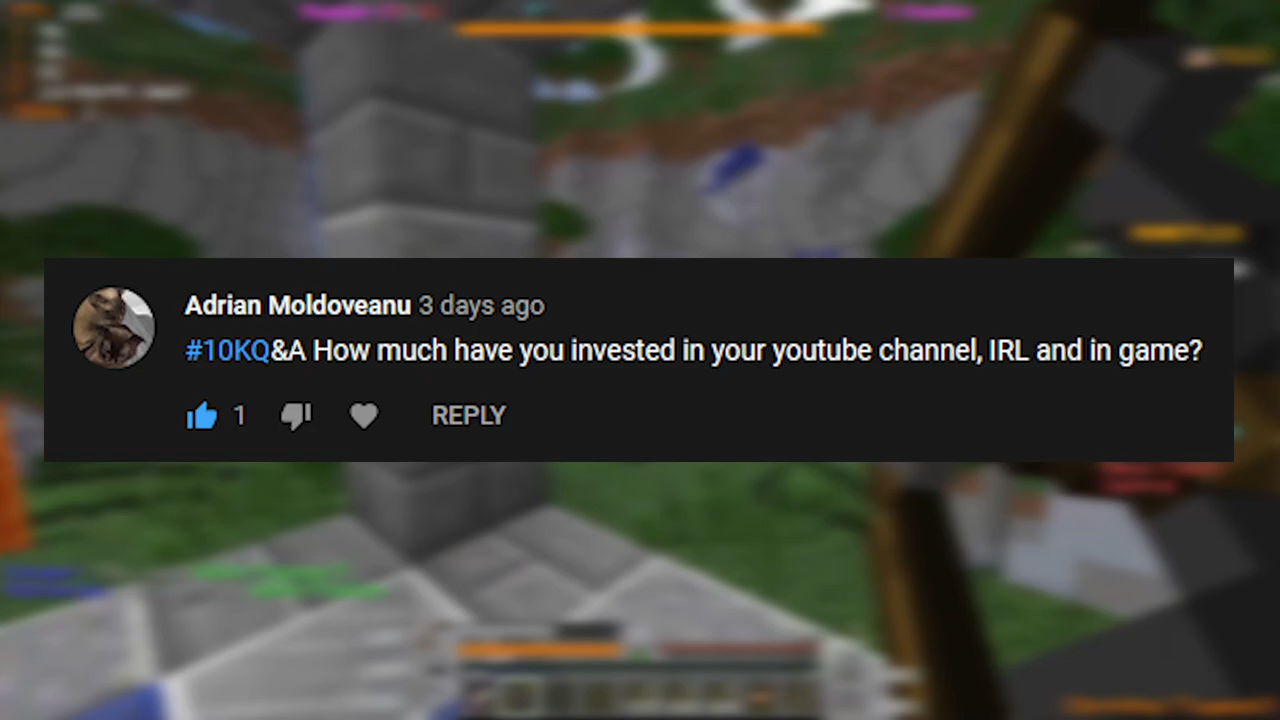 Adrian Moldoveanu 3 days ago
#10KQ&A How much have you invested in your youtube channel, IRL and in game?
1 REPLY